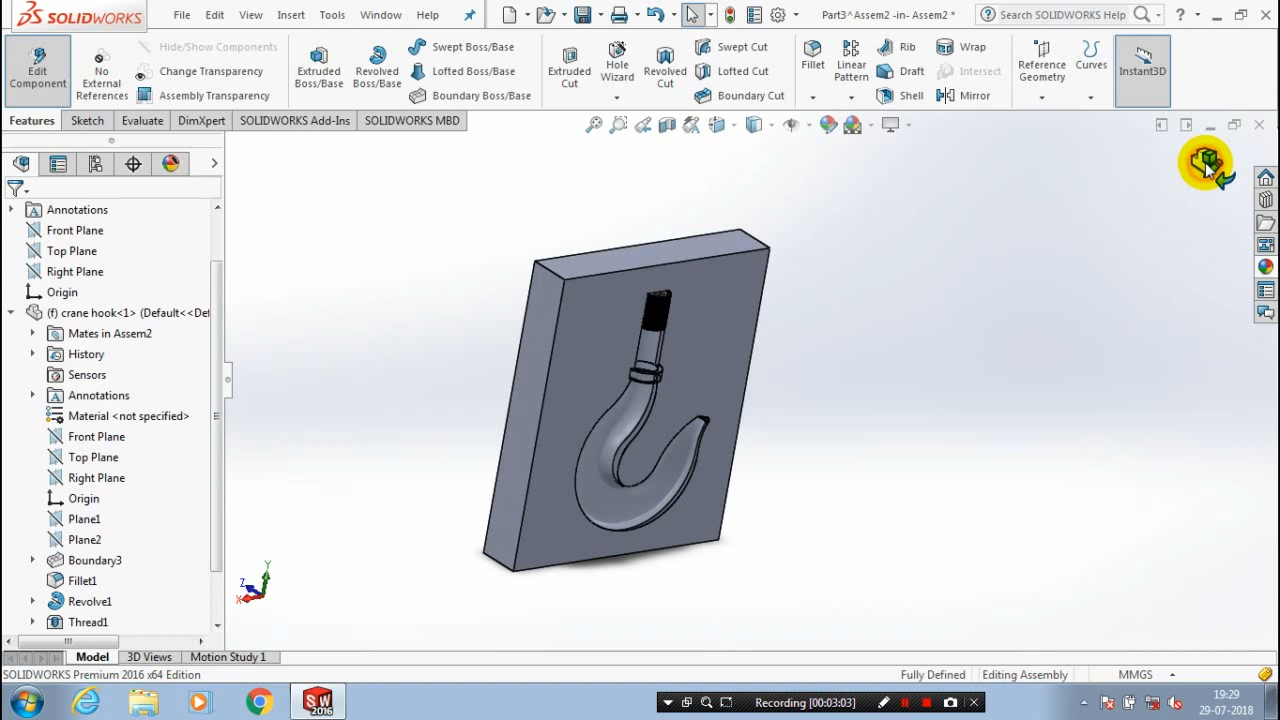 SOLIDWORKS File Edit View Insert Tools Window Help Part3^Assem2 -in- Assem2 * Search SOLIDWORKS Help
Edit Component
No External References
Hide/Show Components
Change Transparency
Assembly Transparency
Extruded Boss/Base
Revolved Boss/Base
Swept Boss/Base
Lofted Boss/Base
Boundary Boss/Base
Extruded Cut
Hole Wizard
Revolved Cut
Swept Cut
Lofted Cut
Boundary Cut
Fillet
Linear Pattern
Rib
Draft
Shell
Wrap
Intersect
Mirror
Reference Geometry
Curves
Instant3D
Features Sketch Evaluate DimXpert SOLIDWORKS Add-Ins SOLIDWORKS MBD
Annotations
Front Plane
Top Plane
Right Plane
Origin
(f) crane hook<1> (Default<<Def
Mates in Assem2
History
Sensors
Annotations
Material <not specified>
Front Plane
Top Plane
Right Plane
Origin
Plane1
Plane2
Boundary3
Fillet1
Revolve1
Thread1
Y
Z
X
Model 3D Views Motion Study 1
SOLIDWORKS Premium 2016 x64 Edition Fully Defined Editing Assembly MMGS
SW 2016
Recording [00:03:03]
19:29
29-07-2018